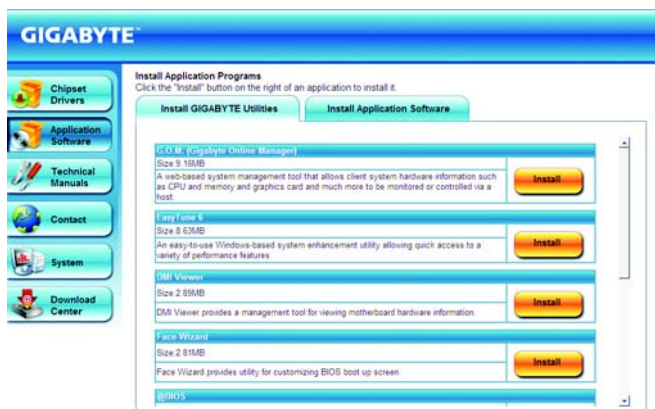 GIGABYTE™
Chipset
Drivers
Application
Software
Technical
Manuals
Contact
System
Download
Center
Install Application Programs
Click the "Install" button on the right of an application to install it.
Install GIGABYTE Utilities
Install Application Software
G.O.M. (Gigabyte Online Manager)
Size:9.16MB
A web-based system management tool that allows client system hardware information such
as CPU and memory and graphics card and much more to be monitored or controlled via a
host.
Install
EasyTune 6
Size:8.63MB
An easy-to-use Windows-based system enhancement utility allowing quick access to a
variety of performance features
Install
DMI Viewer
Size:2.89MB
DMI Viewer provides a management tool for viewing motherboard hardware information.
Install
Face-Wizard
Size:2.81MB
Face Wizard provides utility for customizing BIOS boot up screen.
Install
@BIOS